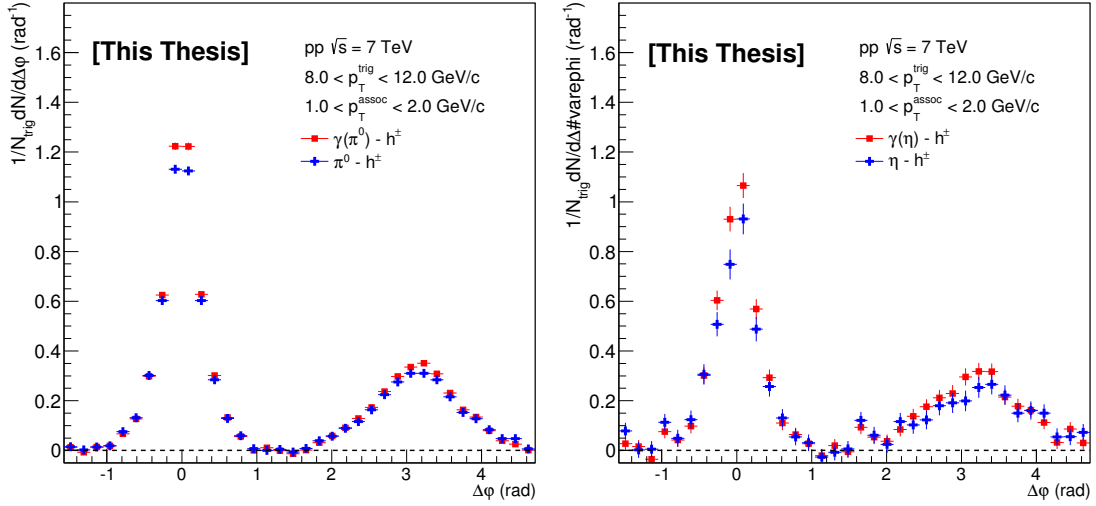 1/N_trig dN/dΔφ (rad⁻¹)
[This Thesis]
pp √s = 7 TeV
8.0 < p_T^trig < 12.0 GeV/c
1.0 < p_T^assoc < 2.0 GeV/c
γ(π⁰) - h±
π⁰ - h±
1.6
1.4
1.2
1
0.8
0.6
0.4
0.2
0
-1 0 1 2 3 4
Δφ (rad)
1/N_trig dN/dΔ#varephi (rad⁻¹)
[This Thesis]
pp √s = 7 TeV
8.0 < p_T^trig < 12.0 GeV/c
1.0 < p_T^assoc < 2.0 GeV/c
γ(η) - h±
η - h±
1.6
1.4
1.2
1
0.8
0.6
0.4
0.2
0
-1 0 1 2 3 4
Δφ (rad)